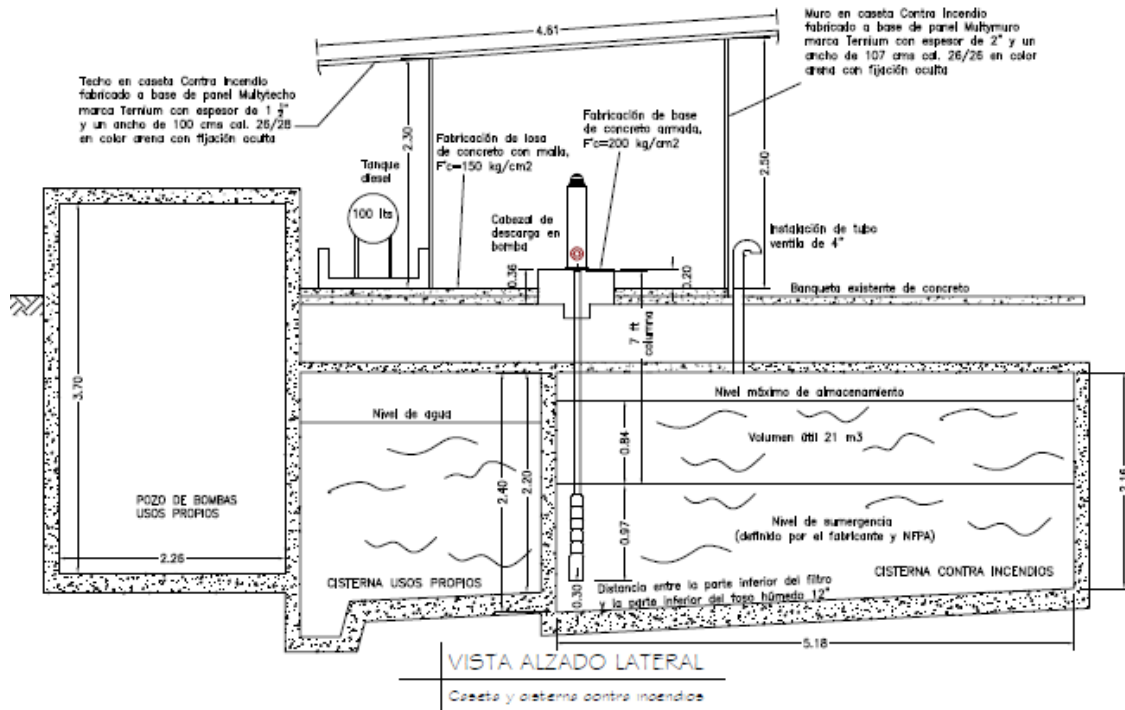 4.61
Muro en caseta Contra Incendio
fabricado a base de panel Multymuro
marca Ternium con espesor de 2" y un
ancho de 107 cms cal. 26/26 en color
arena con fijación oculta
Techo en caseta Contra Incendio
fabricado a base de panel Multytecho
marca Ternium con espesor de 1 ½"
y un ancho de 100 cms cal. 26/28
en color arena con fijación oculta
2.30
Fabricación de losa
de concreto con malla,
F'c=150 kg/cm2
Fabricación de base
de concreto armada,
F'c=200 kg/cm2
2.50
Tanque
diesel
100 lts
Cabezal de
descarga en
bomba
Instalación de tubo
ventila de 4"
0.36
0.20
Banqueta existente de concreto
7 ft
columna
3.70
Nivel máximo de almacenamiento
Nivel de agua
0.84
Volumen útil 21 m3
2.40
2.20
2.16
POZO DE BOMBAS
USOS PROPIOS
0.97
Nivel de sumergencia
(definido por el fabricante y NFPA)
2.26
CISTERNA USOS PROPIOS
CISTERNA CONTRA INCENDIOS
0.30
Distancia entre la parte inferior del filtro
y la parte inferior del foso húmedo 12"
5.18
VISTA ALZADO LATERAL
Caseta y cisterna contra incendios